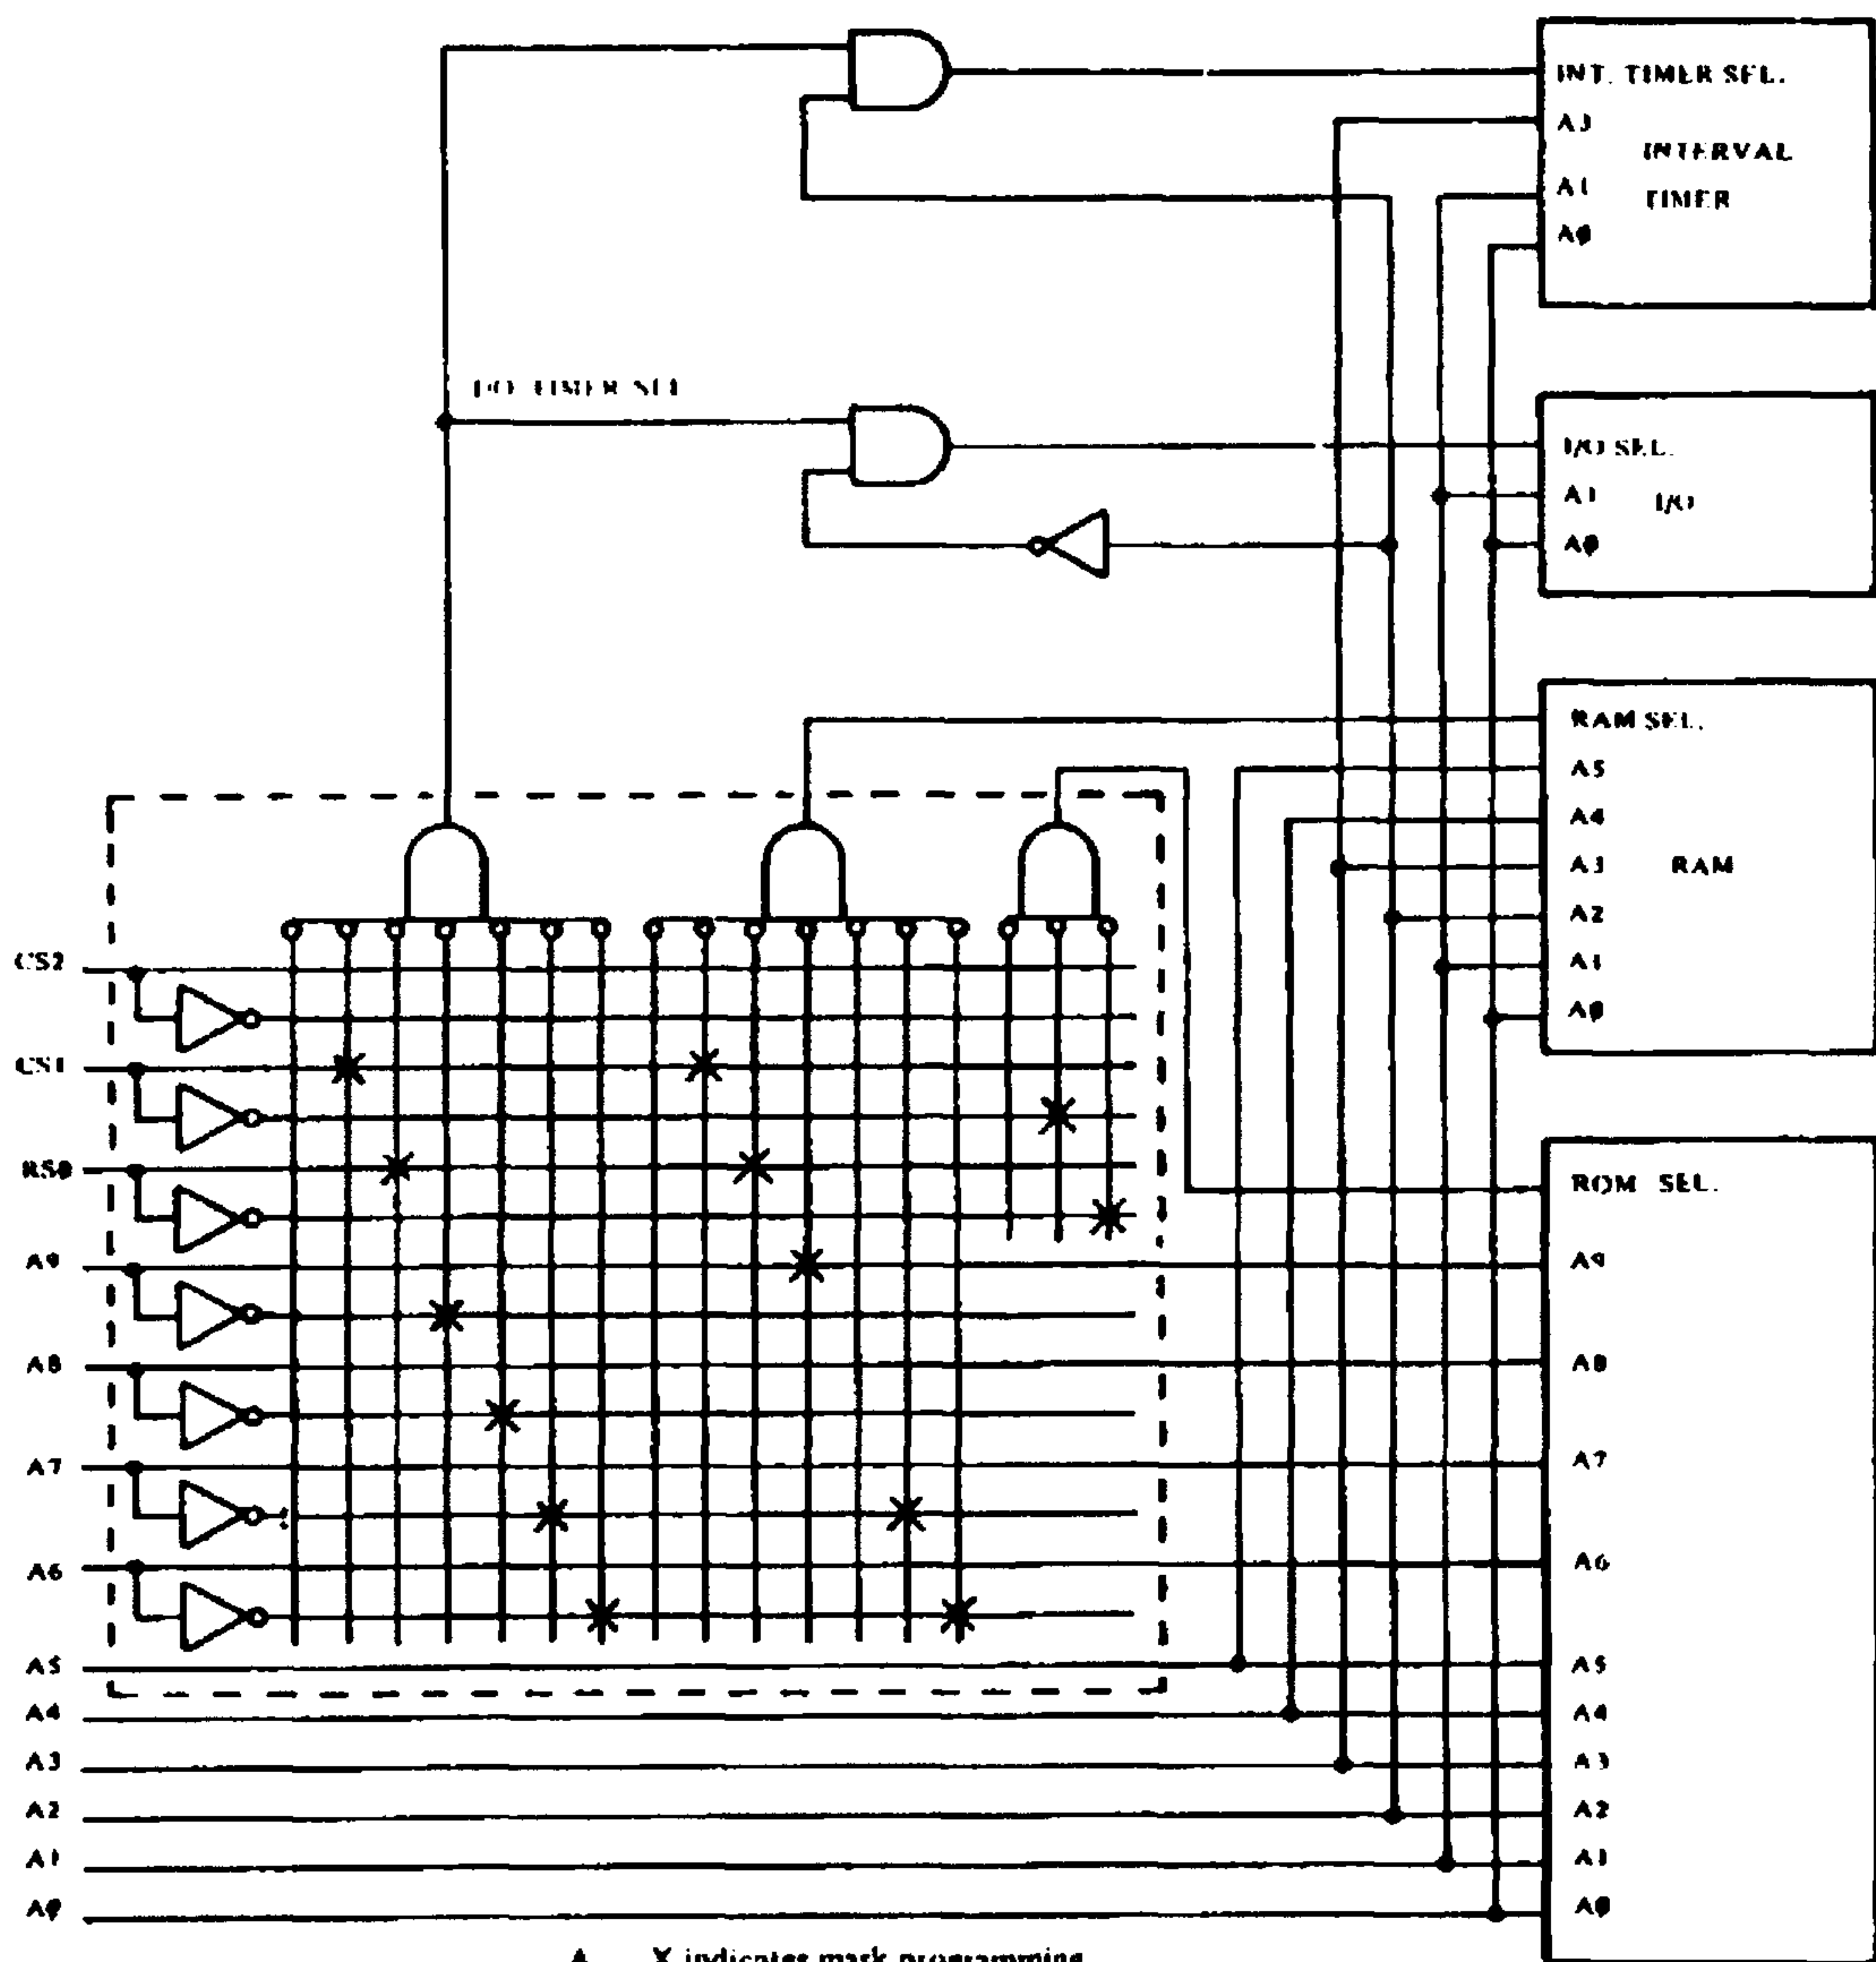 INT. TIMER SEL.
A3
INTERVAL
A1
TIMER
AØ
I/O TIMER SEL
I/O SEL.
A1
I/O
AØ
RAM SEL.
A5
A4
A3
RAM
A2
A1
AØ
CS2
CS1
RS0
A9
A8
A7
A6
A5
A4
A3
A2
A1
AØ
ROM SEL.
A9
A8
A7
A6
A5
A4
A3
A2
A1
AØ
X indicates mask programming